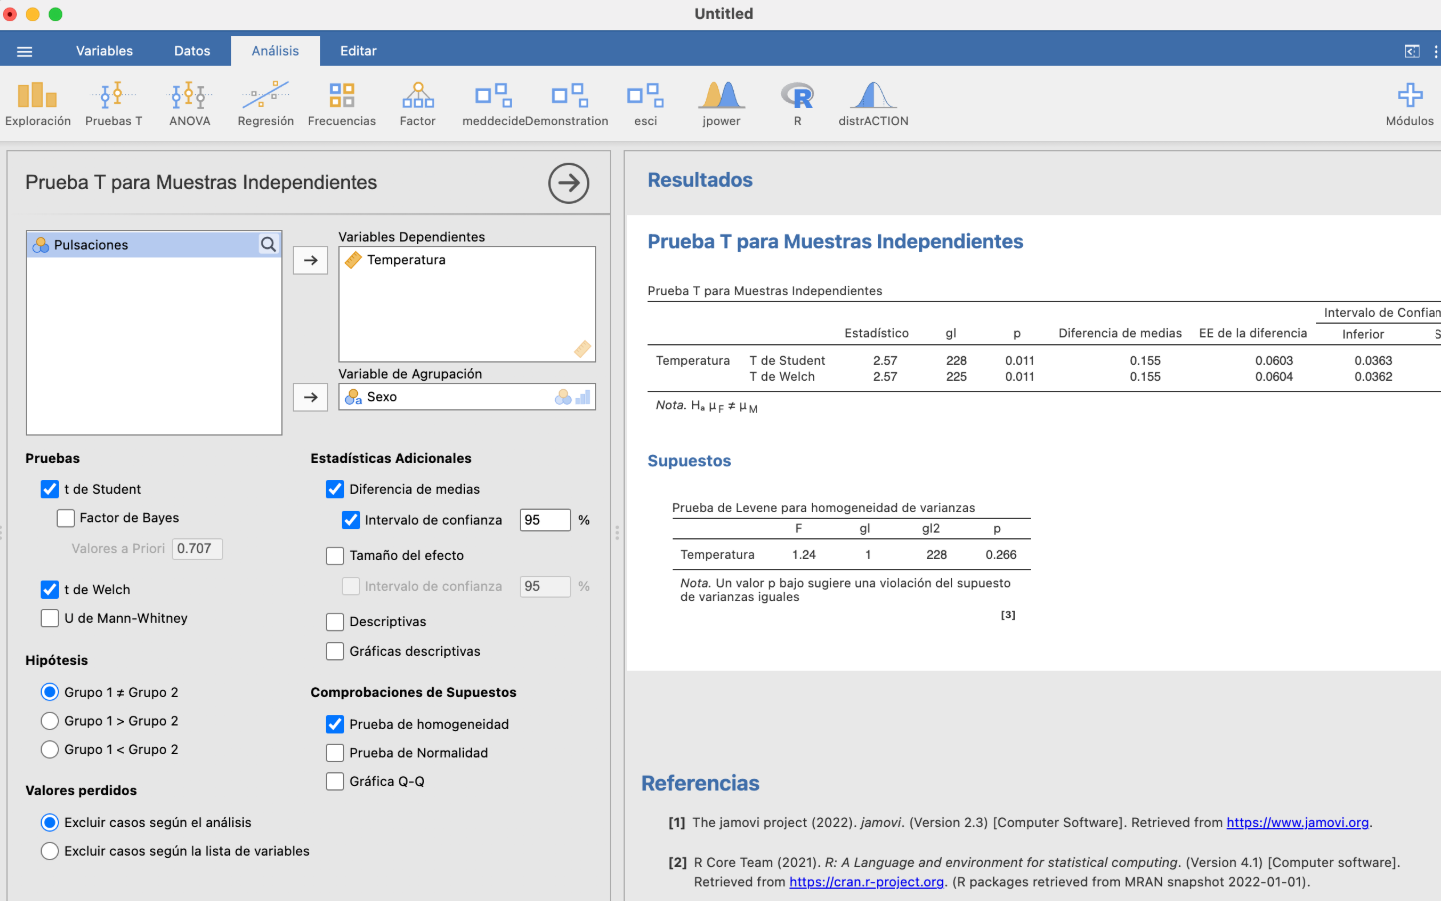 Untitled
Variables Datos Análisis Editar
Exploración Pruebas T ANOVA Regresión Frecuencias Factor meddecide Demonstration esci jpower R distrACTION Módulos
Prueba T para Muestras Independientes
Pulsaciones
Variables Dependientes
Temperatura
Variable de Agrupación
Sexo
Pruebas
t de Student
Factor de Bayes
Valores a Priori 0.707
t de Welch
U de Mann-Whitney
Hipótesis
Grupo 1 ≠ Grupo 2
Grupo 1 > Grupo 2
Grupo 1 < Grupo 2
Valores perdidos
Excluir casos según el análisis
Excluir casos según la lista de variables
Estadísticas Adicionales
Diferencia de medias
Intervalo de confianza 95 %
Tamaño del efecto
Intervalo de confianza 95 %
Descriptivas
Gráficas descriptivas
Comprobaciones de Supuestos
Prueba de homogeneidad
Prueba de Normalidad
Gráfica Q-Q
Resultados
Prueba T para Muestras Independientes
Prueba T para Muestras Independientes
Intervalo de Confian
Estadístico gl p Diferencia de medias EE de la diferencia Inferior S
Temperatura T de Student 2.57 228 0.011 0.155 0.0603 0.0363
T de Welch 2.57 225 0.011 0.155 0.0604 0.0362
Nota. Hₐ μ F ≠ μ M
Supuestos
Prueba de Levene para homogeneidad de varianzas
F gl gl2 p
Temperatura 1.24 1 228 0.266
Nota. Un valor p bajo sugiere una violación del supuesto
de varianzas iguales
[3]
Referencias
[1] The jamovi project (2022). jamovi. (Version 2.3) [Computer Software]. Retrieved from https://www.jamovi.org.
[2] R Core Team (2021). R: A Language and environment for statistical computing. (Version 4.1) [Computer software].
Retrieved from https://cran.r-project.org. (R packages retrieved from MRAN snapshot 2022-01-01).